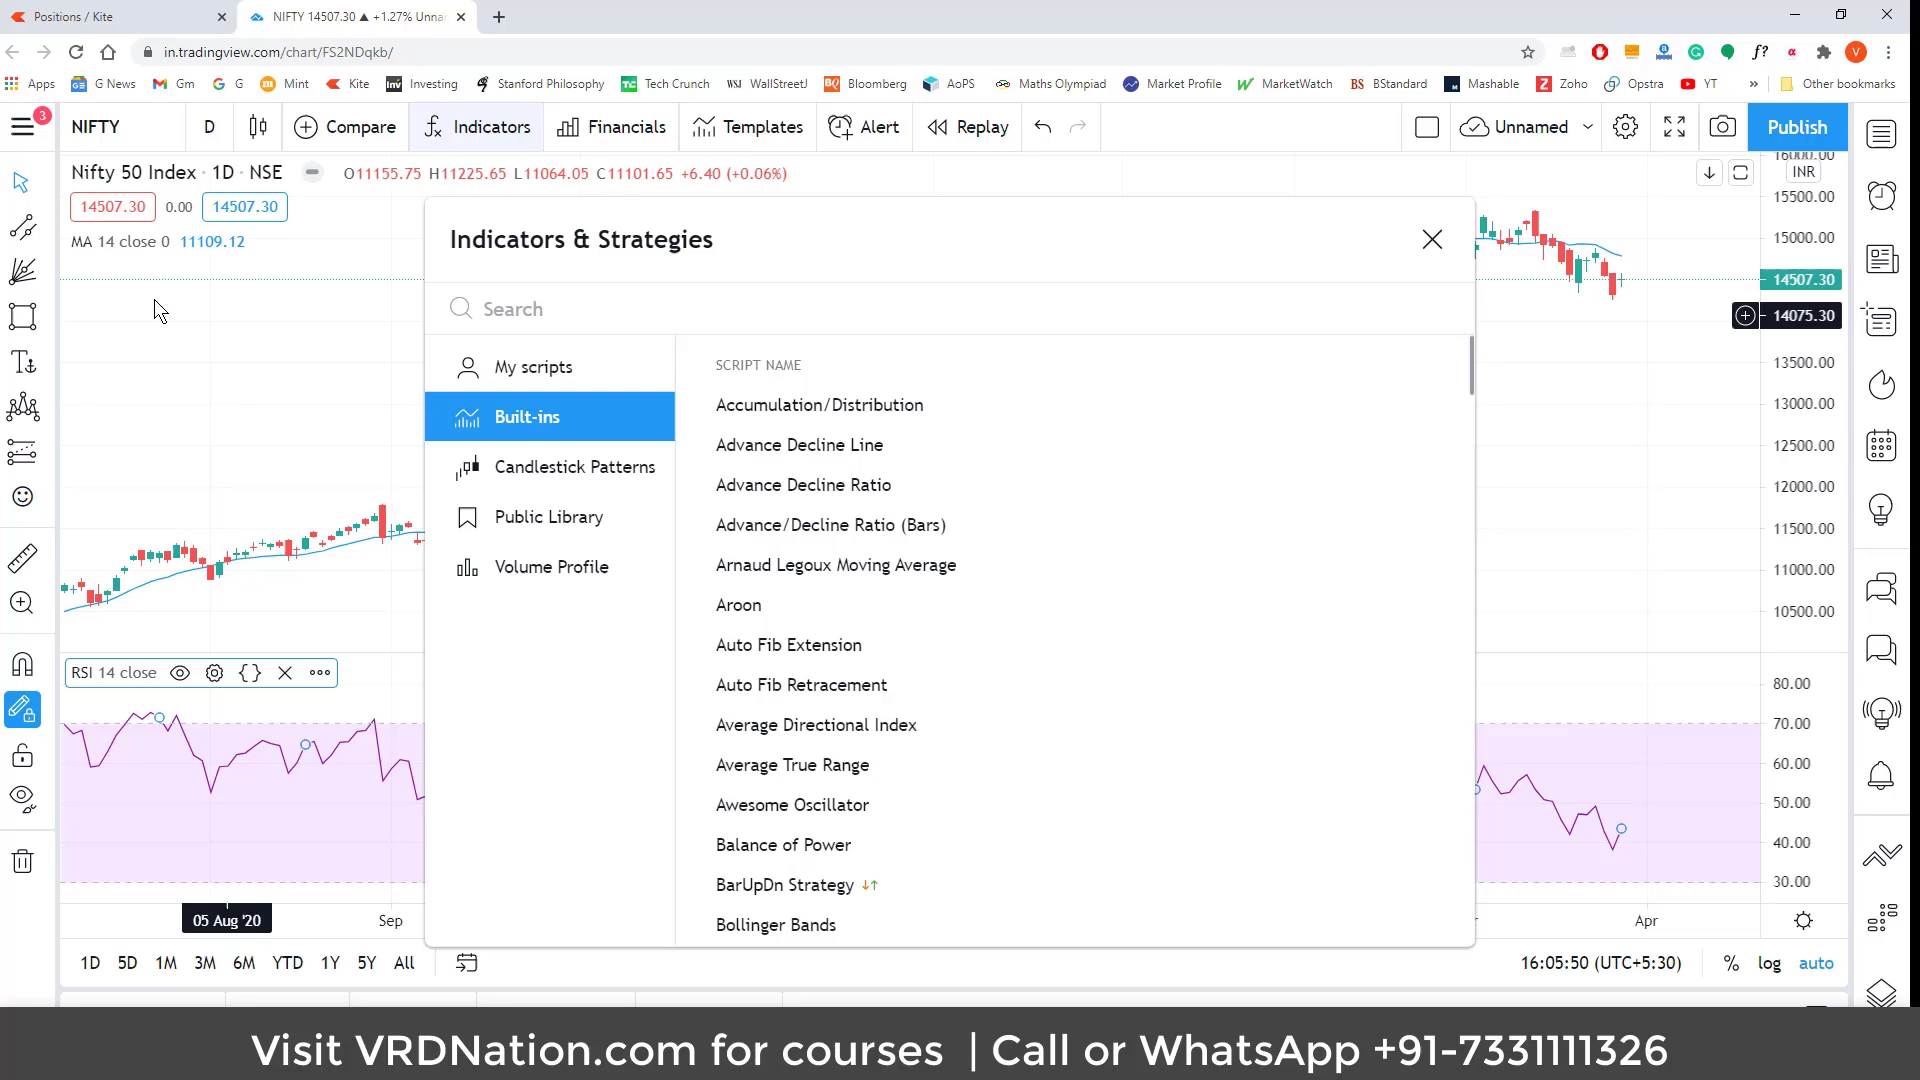 Positions / Kite
NIFTY 14507.30 ▲ +1.27% Unna
in.tradingview.com/chart/FS2NDqkb/
Apps G News Gm G Mint Kite Investing Stanford Philosophy Tech Crunch WallStreetJ Bloomberg AoPS Maths Olympiad Market Profile MarketWatch BStandard Mashable Zoho Opstra YT » Other bookmarks
3
NIFTY D Compare Indicators Financials Templates Alert Replay Unnamed Publish
Nifty 50 Index · 1D · NSE O11155.75 H11225.65 L11064.05 C11101.65 +6.40 (+0.06%)
14507.30 0.00 14507.30
MA 14 close 0 11109.12
INR
16000.00
15500.00
15000.00
14507.30
14075.30
13500.00
13000.00
12500.00
12000.00
11500.00
11000.00
10500.00
Indicators & Strategies
Search
My scripts
Built-ins
Candlestick Patterns
Public Library
Volume Profile
SCRIPT NAME
Accumulation/Distribution
Advance Decline Line
Advance Decline Ratio
Advance/Decline Ratio (Bars)
Arnaud Legoux Moving Average
Aroon
Auto Fib Extension
Auto Fib Retracement
Average Directional Index
Average True Range
Awesome Oscillator
Balance of Power
BarUpDn Strategy
Bollinger Bands
RSI 14 close
80.00
70.00
60.00
50.00
40.00
30.00
05 Aug '20 Sep Apr
1D 5D 1M 3M 6M YTD 1Y 5Y All 16:05:50 (UTC+5:30) % log auto
Visit VRDNation.com for courses | Call or WhatsApp +91-7331111326